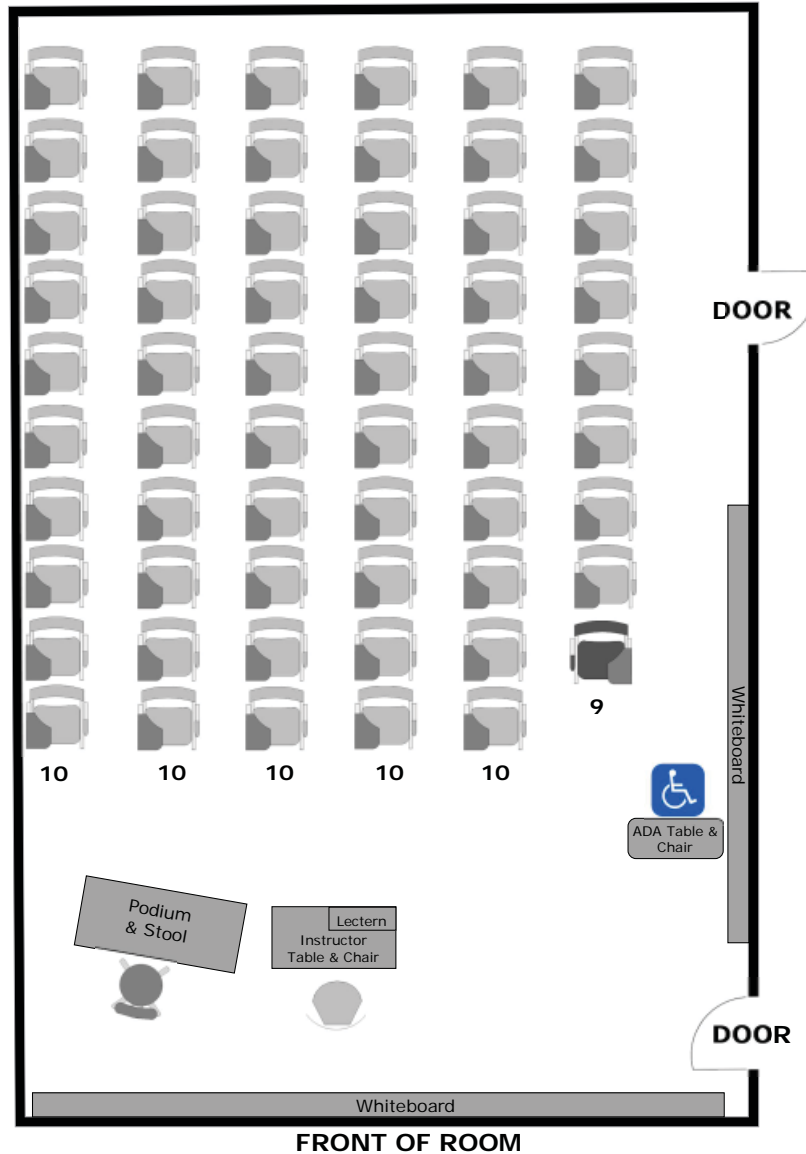 DOOR
9
Whiteboard
10
10
10
10
10
ADA Table &
Chair
Podium
& Stool
Lectern
Instructor
Table & Chair
DOOR
Whiteboard
FRONT OF ROOM